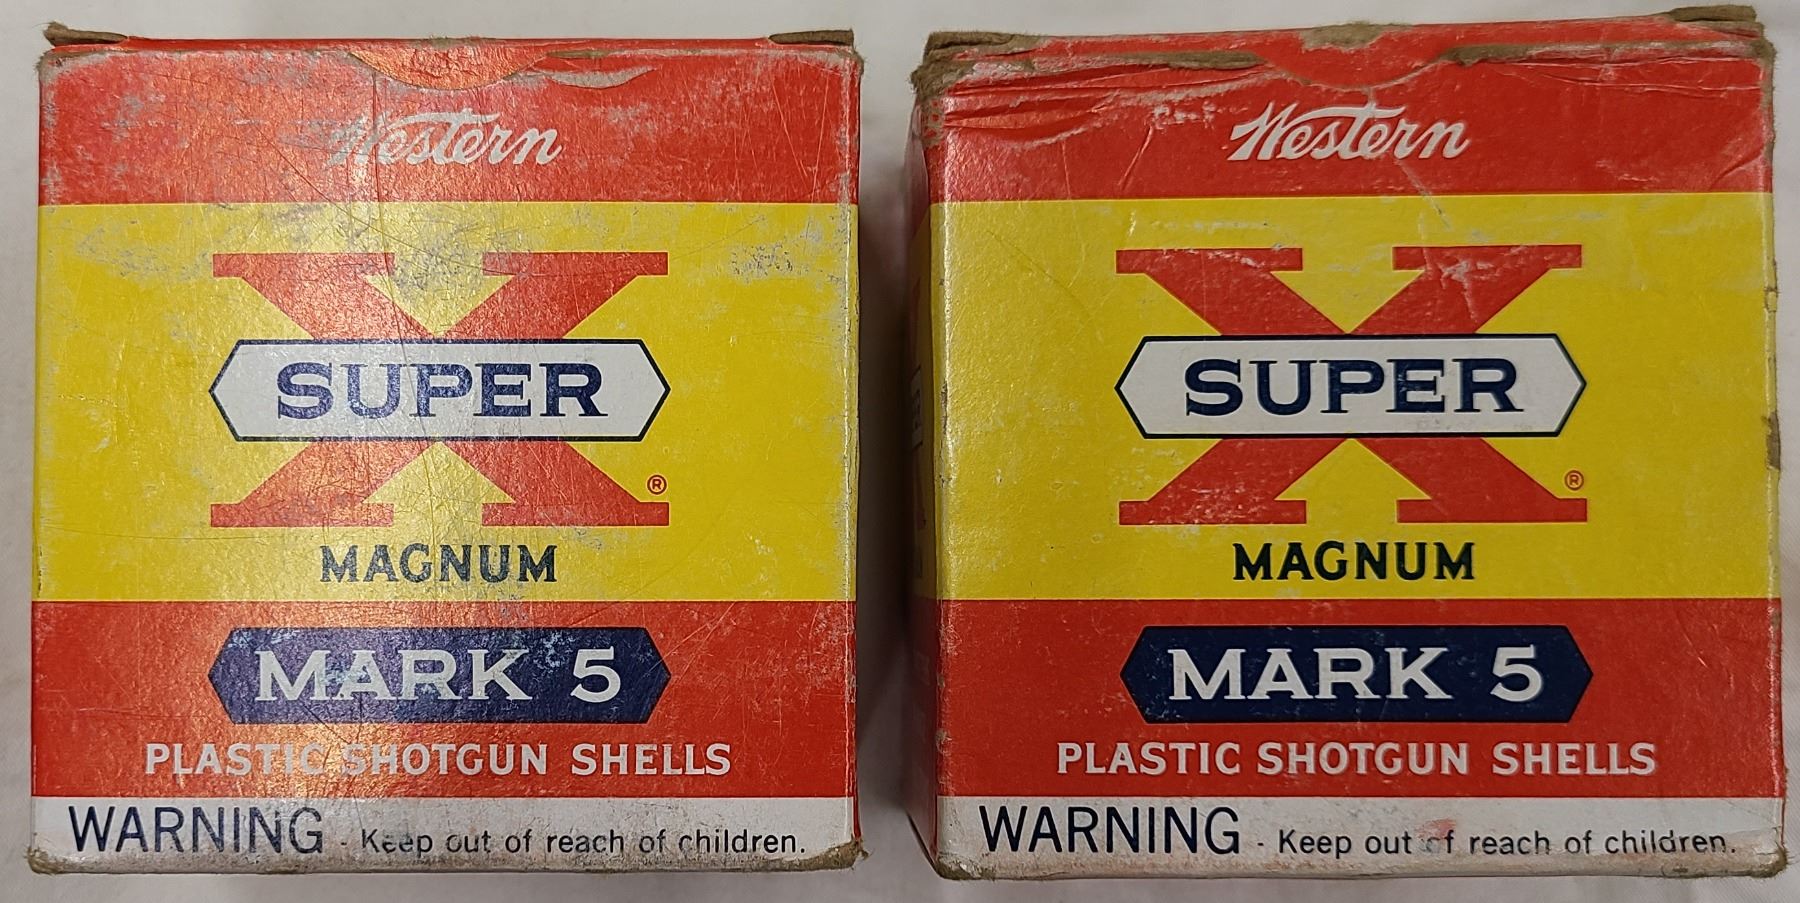 Western
X
SUPER
®
MAGNUM
MARK 5
PLASTIC SHOTGUN SHELLS
WARNING - Keep out of reach of children.
Western
X
SUPER
®
MAGNUM
MARK 5
PLASTIC SHOTGUN SHELLS
WARNING - Keep out of reach of children.